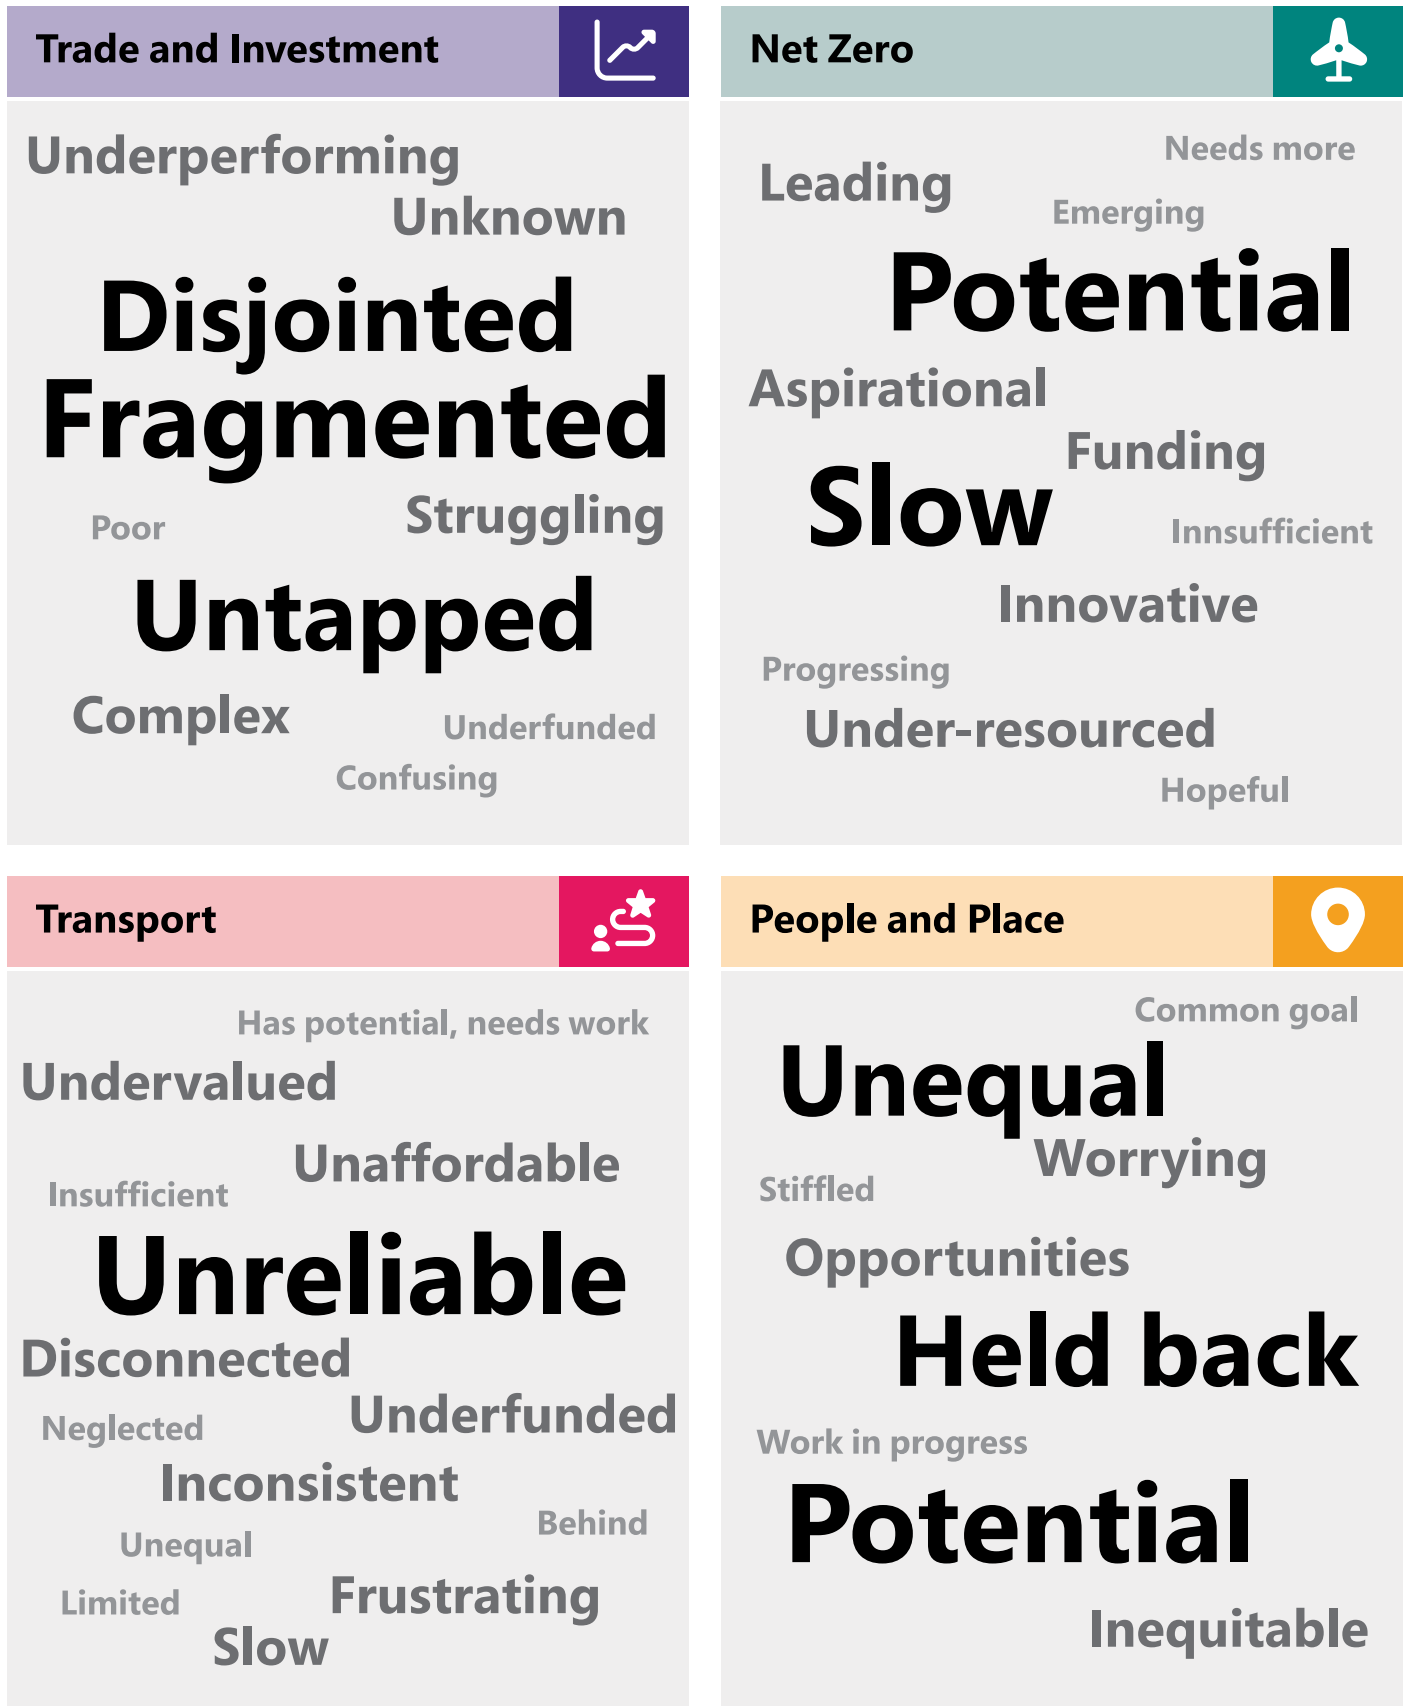 Trade and Investment
Underperforming
Unknown
Disjointed
Fragmented
Struggling
Poor
Untapped
Complex
Underfunded
Confusing
Net Zero
Needs more
Leading
Emerging
Potential
Aspirational
Funding
Slow
Innsufficient
Innovative
Progressing
Under-resourced
Hopeful
Transport
Has potential, needs work
Undervalued
Unaffordable
Insufficient
Unreliable
Disconnected
Underfunded
Neglected
Inconsistent
Behind
Unequal
Frustrating
Limited
Slow
People and Place
Common goal
Unequal
Worrying
Stiffled
Opportunities
Held back
Work in progress
Potential
Inequitable